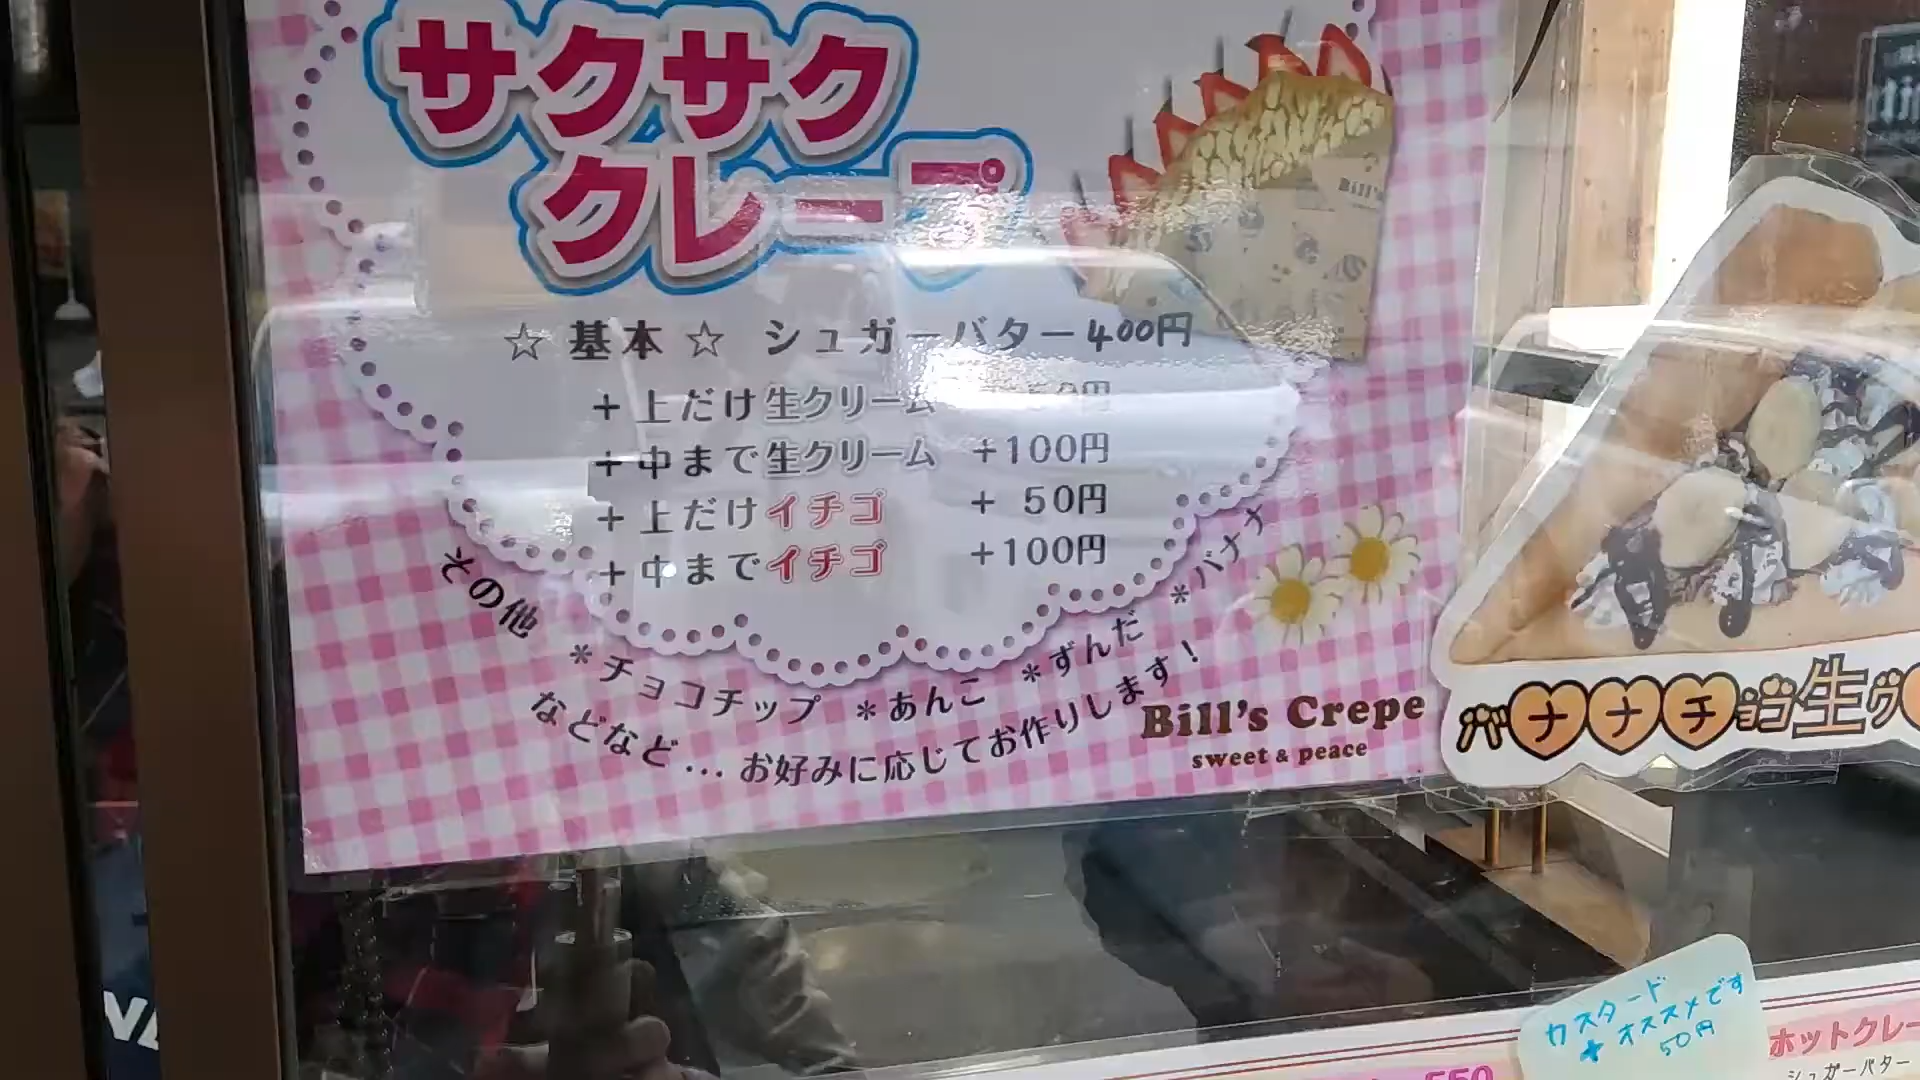 サクサク
クレープ
☆ 基本 ☆ シュガーバター400円
+ 上だけ生クリーム 50円
+ 中まで生クリーム +100円
+ 上だけイチゴ + 50円
+ 中までイチゴ +100円
その他 *チョコチップ *あんこ *ずんだ *バナナ
などなど... お好みに応じてお作りします!
Bill's Crepe
sweet & peace
Bill's
バナナチョコ生ク
カスタード
+ オススメです
50円
ホットクレー
シュガーバター
550